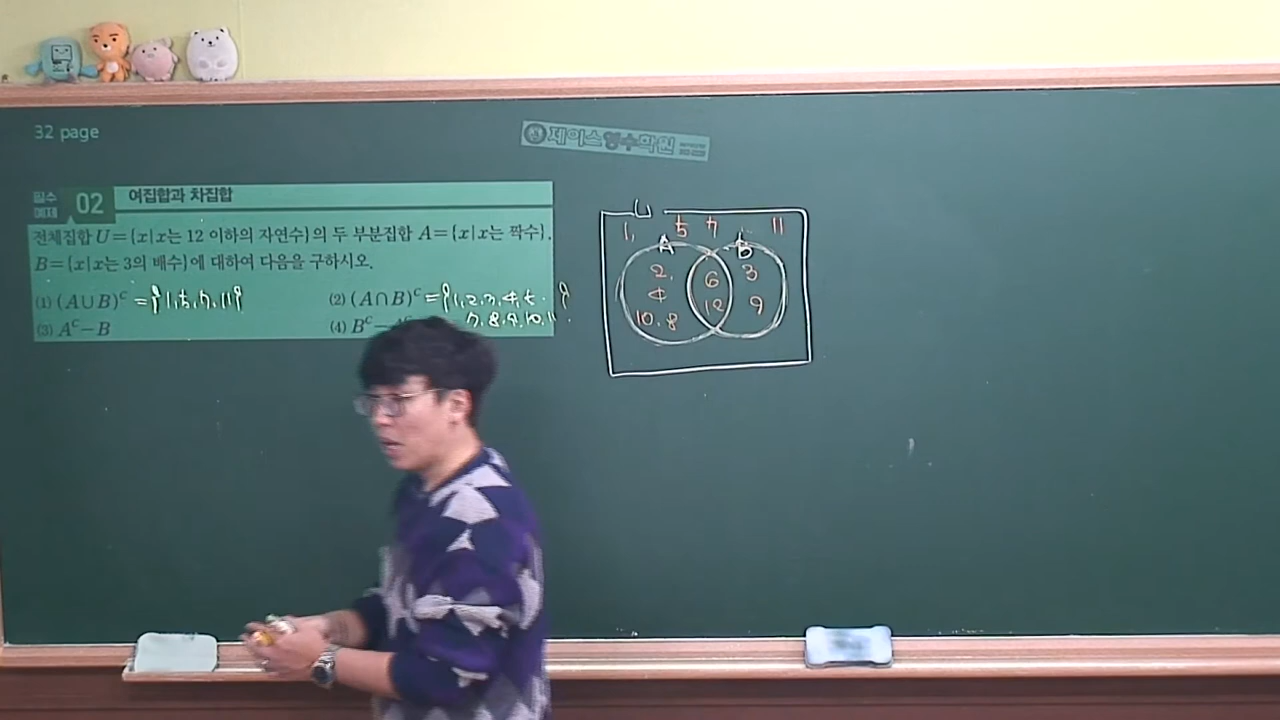 32 page
제이스영수학원
필수 예제 02 여집합과 차집합
전체집합 U={x|x는 12 이하의 자연수}의 두 부분집합 A={x|x는 짝수},
B={x|x는 3의 배수}에 대하여 다음을 구하시오.
(1) (A∪B)ᶜ ={1,5,7,11}
(2) (A∩B)ᶜ ={1,2,3,4,5, }
7,8,9,10,11
(3) Aᶜ−B
(4) Bᶜ−
U
1, 5 7 11
A B
2, 6 3
4 12 9
10, 8